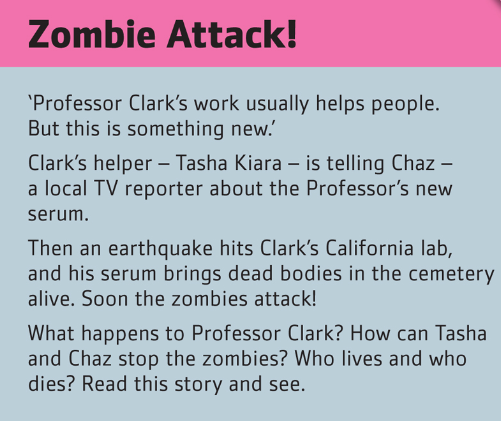 Zombie Attack!
‘Professor Clark’s work usually helps people.
But this is something new.’
Clark’s helper – Tasha Kiara – is telling Chaz –
a local TV reporter about the Professor’s new
serum.
Then an earthquake hits Clark’s California lab,
and his serum brings dead bodies in the cemetery
alive. Soon the zombies attack!
What happens to Professor Clark? How can Tasha
and Chaz stop the zombies? Who lives and who
dies? Read this story and see.